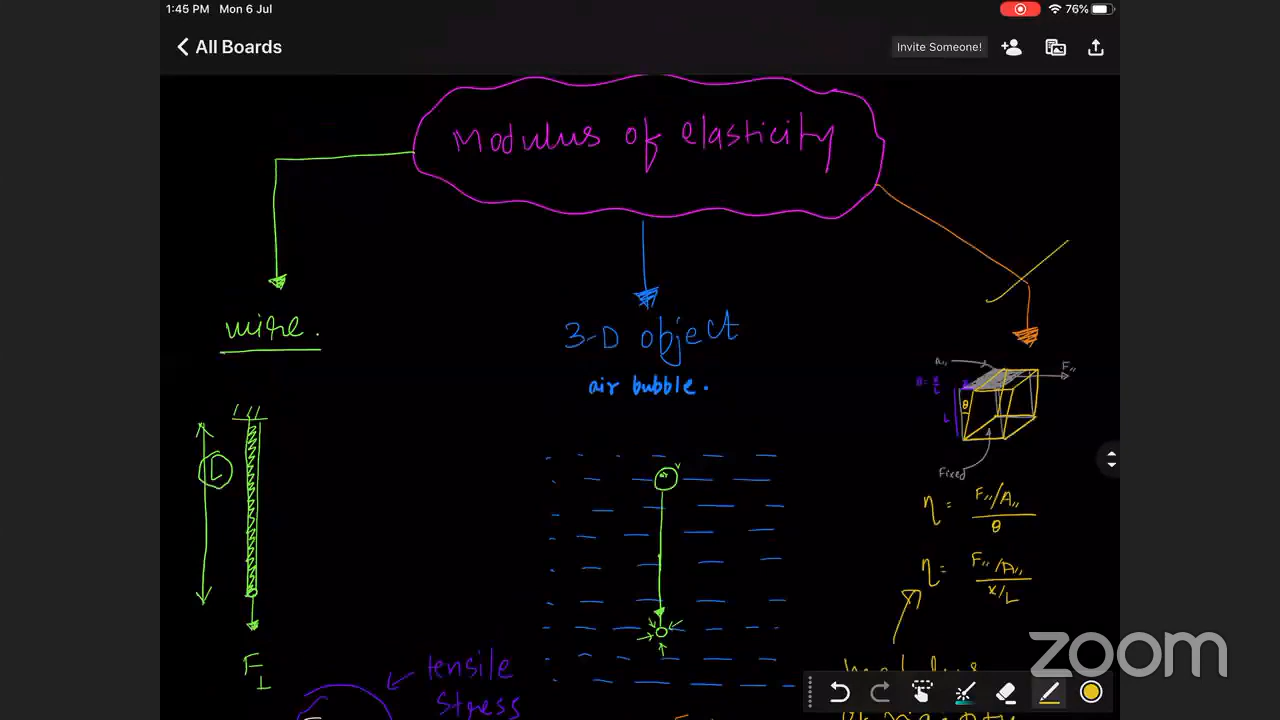 1:45 PM Mon 6 Jul
76%
All Boards
Invite Someone!
Modulus of elasticity
wire.
3-D object
air bubble.
A,,
F,,
θ = x/L
θ
L
Fixed
L
air
V
η = F,,/A,, / θ
η = F,,/A,, / x/L
F⊥
tensile
stress
zoom